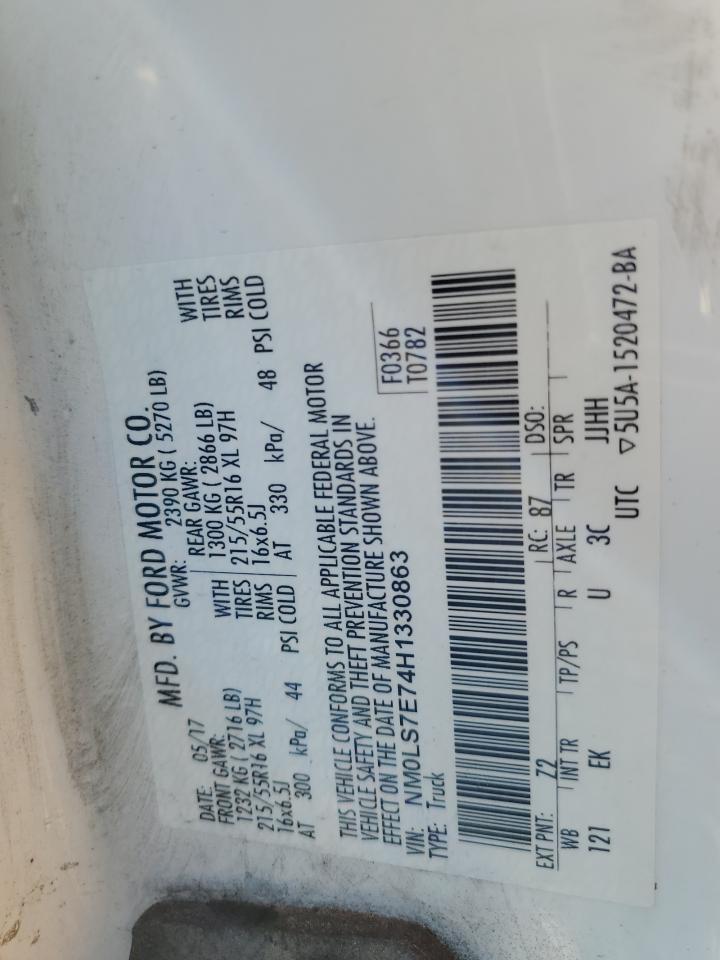 MFD. BY FORD MOTOR CO.
DATE: 05/17 GVWR: 2390 KG ( 5270 LB)
FRONT GAWR: REAR GAWR: WITH
1232 KG ( 2716 LB) WITH 1300 KG ( 2866 LB) TIRES
215/55R16 XL 97H TIRES 215/55R16 XL 97H RIMS
16x6.5J RIMS 16x6.5J
AT 300 kPa/ 44 PSI COLD AT 330 kPa/ 48 PSI COLD
THIS VEHICLE CONFORMS TO ALL APPLICABLE FEDERAL MOTOR
VEHICLE SAFETY AND THEFT PREVENTION STANDARDS IN
EFFECT ON THE DATE OF MANUFACTURE SHOWN ABOVE.
VIN: NM0LS7E74H1330863 F0366
TYPE: Truck T0782
EXT PNT: Z2 RC: 87 DSO:
WB INT TR TP/PS R AXLE TR SPR
121 EK U 3C JJHH
UTC ▽5U5A-1520472-BA